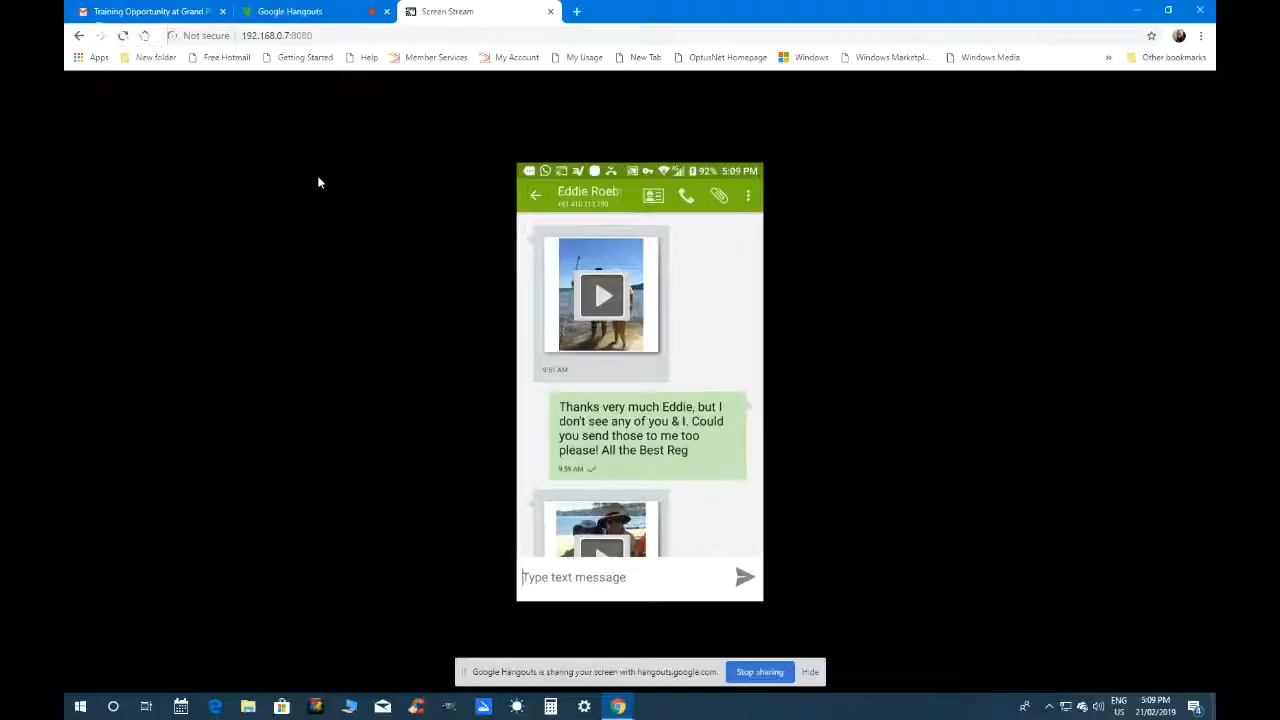 Training Opportunity at Grand P
Google Hangouts
Screen Stream
Not secure
192.168.0.7:8080
Apps
New folder
Free Hotmail
Getting Started
Help
Member Services
My Account
My Usage
New Tab
OptusNet Homepage
Windows
Windows Marketpl...
Windows Media
»
Other bookmarks
92% 5:09 PM
Eddie Roeb
9:51 AM
Thanks very much Eddie, but I
don't see any of you & I. Could
you send those to me too
please! All the Best Reg
9:59 AM
Type text message
Google Hangouts is sharing your screen with hangouts.google.com.
Stop sharing
Hide
ENG
US
5:09 PM
21/02/2019